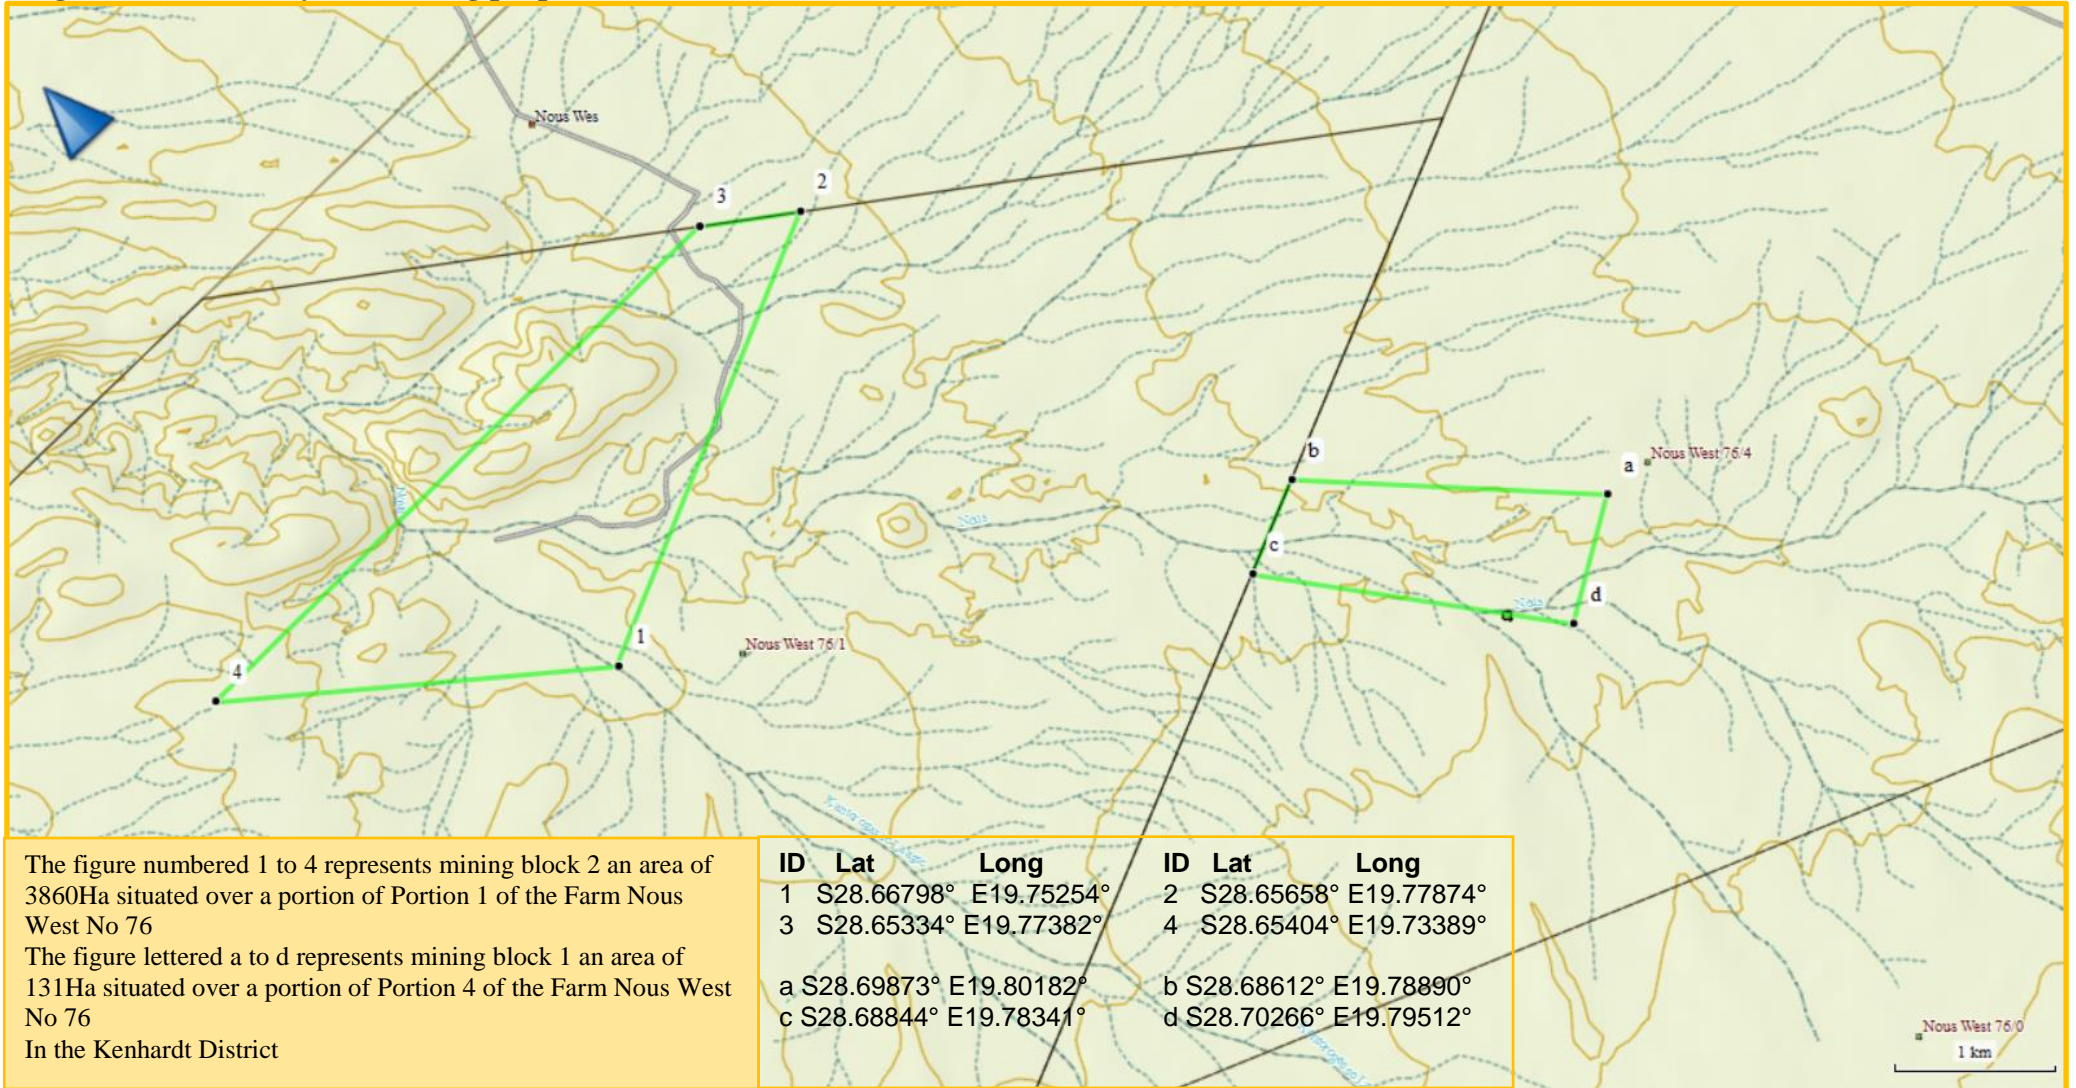 Nous Wes
3
2
b
a
Nous West 76/4
Nous
c
Nous
d
1
Nous West 76/1
4
The figure numbered 1 to 4 represents mining block 2 an area of
3860Ha situated over a portion of Portion 1 of the Farm Nous
West No 76
The figure lettered a to d represents mining block 1 an area of
131Ha situated over a portion of Portion 4 of the Farm Nous West
No 76
In the Kenhardt District
ID Lat Long ID Lat Long
1 S28.66798° E19.75254° 2 S28.65658° E19.77874°
3 S28.65334° E19.77382° 4 S28.65404° E19.73389°
a S28.69873° E19.80182° b S28.68612° E19.78890°
c S28.68844° E19.78341° d S28.70266° E19.79512°
Nous West 76/0
1 km